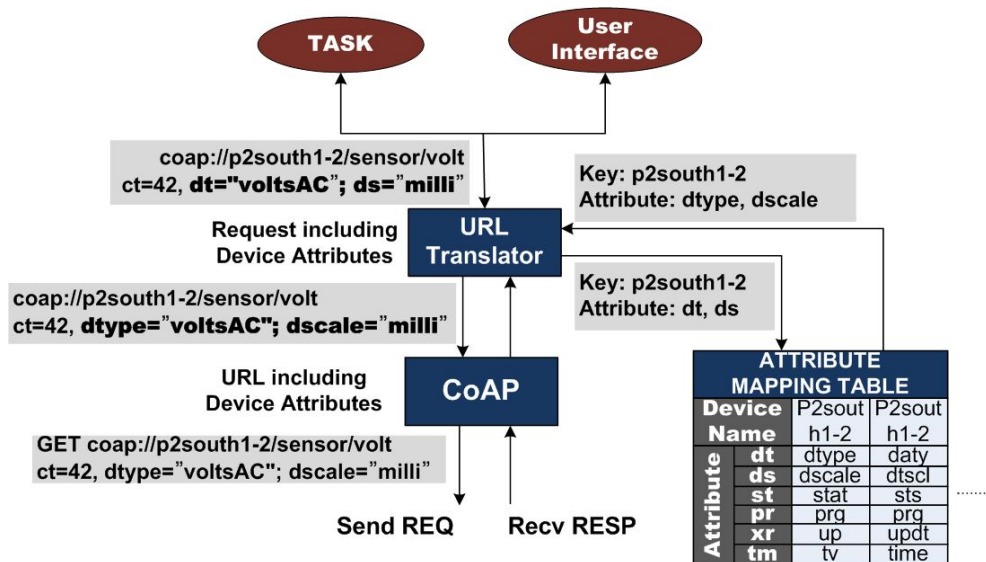 TASK
User
Interface
coap://p2south1-2/sensor/volt
ct=42, dt="voltsAC”; ds=”milli”
Key: p2south1-2
Attribute: dtype, dscale
Request including
Device Attributes
URL
Translator
coap://p2south1-2/sensor/volt
ct=42, dtype=”voltsAC"; dscale=”milli”
Key: p2south1-2
Attribute: dt, ds
URL including
Device Attributes
CoAP
GET coap://p2south1-2/sensor/volt
ct=42, dtype=”voltsAC”; dscale=”milli”
Send REQ
Recv RESP
ATTRIBUTE
MAPPING TABLE
Device P2sout P2sout
Name h1-2 h1-2
Attribute
dt dtype daty
ds dscale dtscl
st stat sts
pr prg prg
xr up updt
tm tv time
........